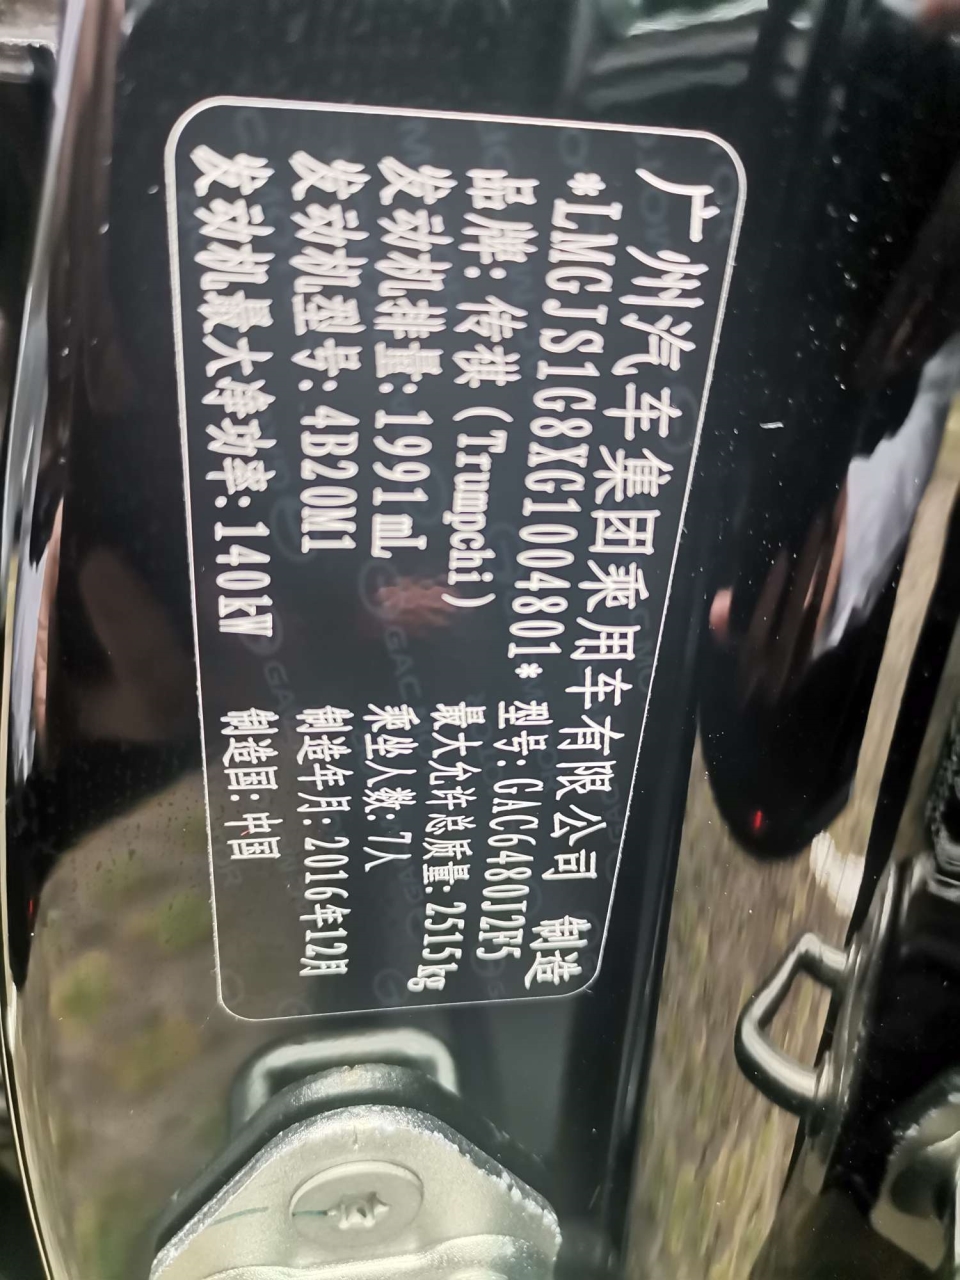 广州汽车集团乘用车有限公司 制造
*LMGJS1G8XG1004801*
品牌：传祺（Trumpchi） 型号：GAC6480J2F5
发动机排量：1991mL 最大允许总质量：2515kg
发动机型号：4B20M1 乘坐人数：7人
发动机最大净功率：140kW 制造年月：2016年12月
制造国：中国